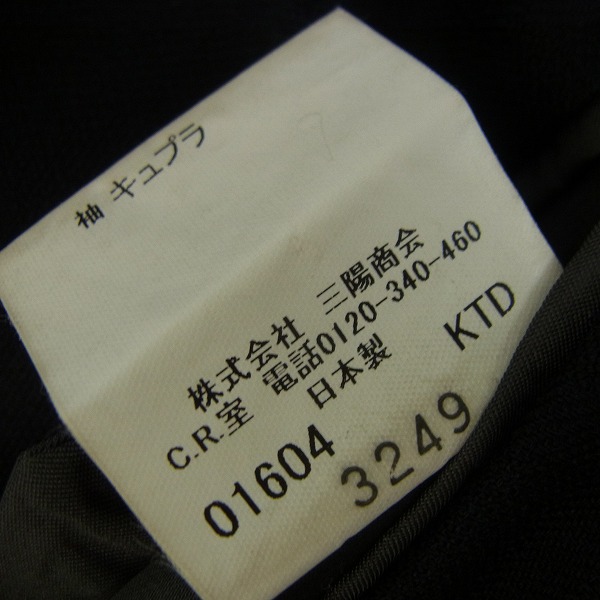 袖 キュプラ
株式会社 三陽商会
C.R.室 電話0120-340-460
日本製 KTD
01604
3249